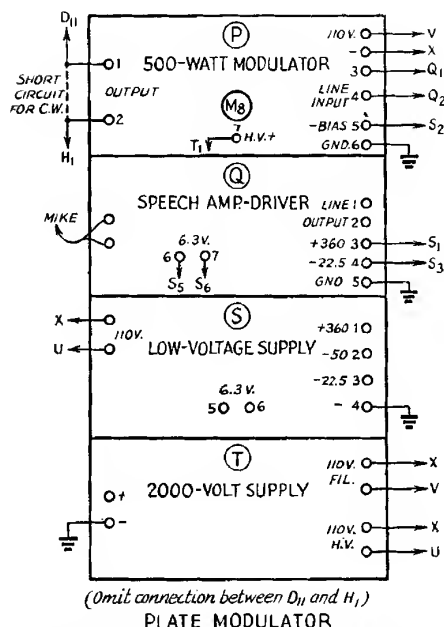 D11
P
110V. V
- X
1 500-WATT MODULATOR 3 Q1
SHORT CIRCUIT FOR C.W.
OUTPUT
LINE INPUT 4 Q2
2 M8
-BIAS 5 S2
H1
7 H.V.+
T1
GND. 6
Q
SPEECH AMP-DRIVER
LINE 1
OUTPUT 2
MIKE
6.3 V.
6 7
+360 3 S1
-22.5 4 S3
S5 S6
GND 5
S
X
110V.
U
LOW-VOLTAGE SUPPLY
+360 1
-50 2
-22.5 3
6.3 V.
5 6
- 4
T
110V. FIL. X
V
2000-VOLT SUPPLY
+
-
110V. H.V. X
U
(Omit connection between D11 and H1)
PLATE MODULATOR